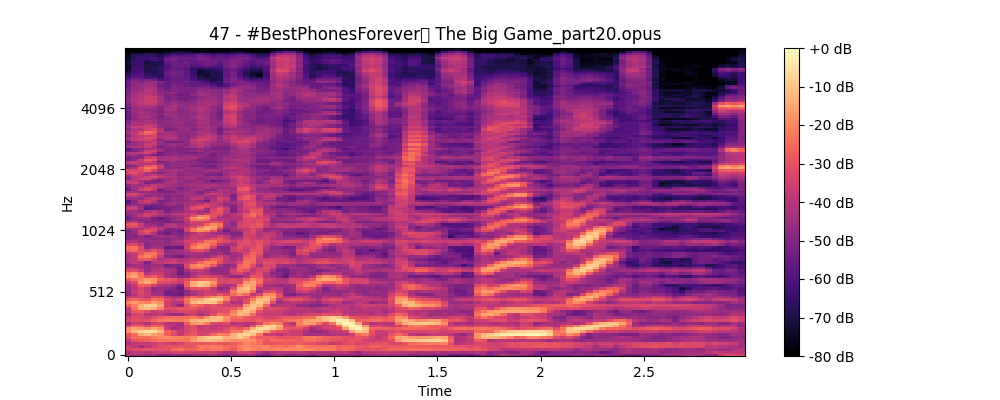 47 - #BestPhonesForever▯ The Big Game_part20.opus
+0 dB
-10 dB
-20 dB
-30 dB
-40 dB
-50 dB
-60 dB
-70 dB
-80 dB
4096
2048
1024
512
0
Hz
0
0.5
1
1.5
2
2.5
Time